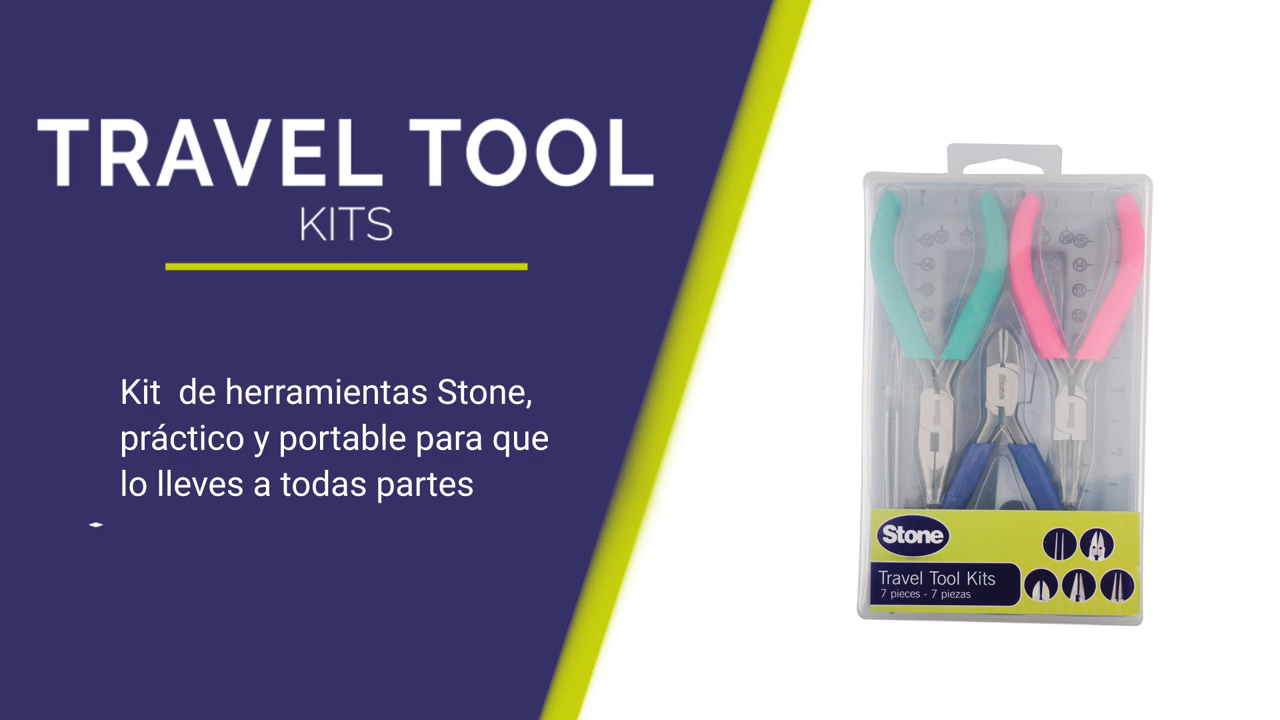 TRAVEL TOOL
KITS
Kit  de herramientas Stone,
práctico y portable para que
lo lleves a todas partes
Stone
Travel Tool Kits
7 pieces - 7 piezas